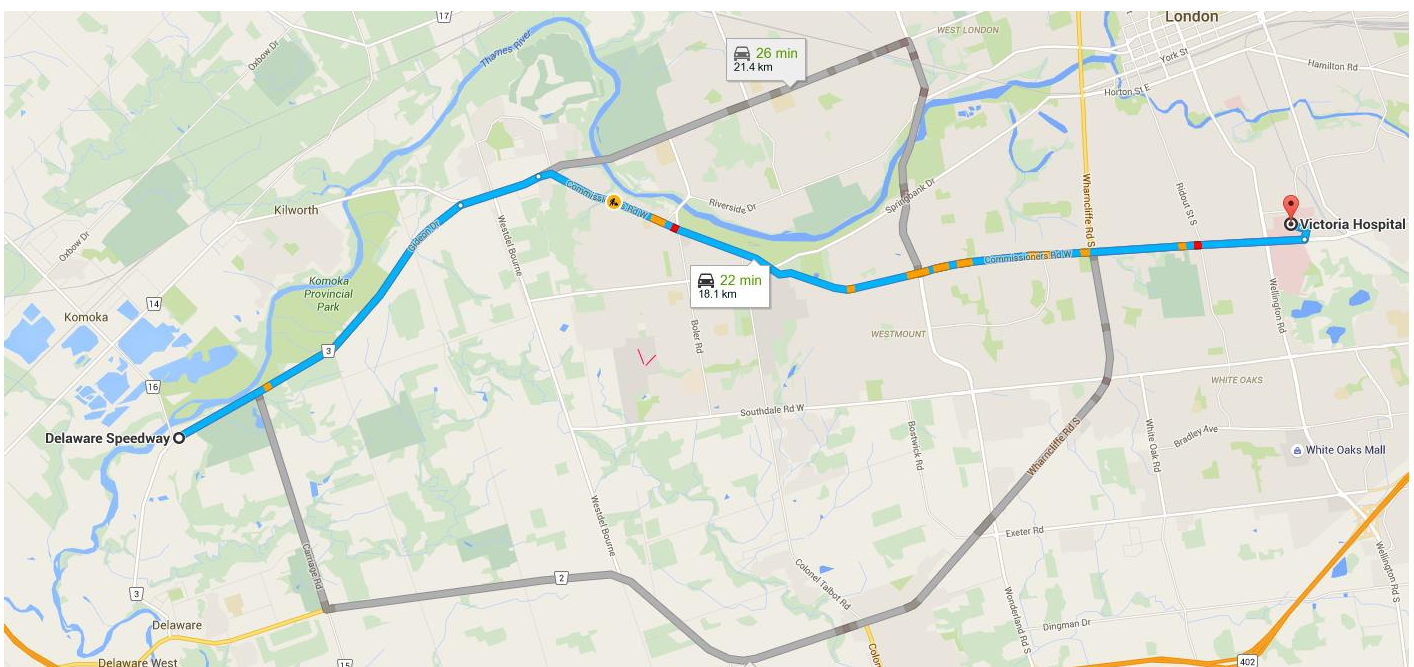 17
London
WEST LONDON
York St
Oxbow Dr
Thames River
26 min
21.4 km
Hamilton Rd
Horton St E
Commissi
Rd W
Riverside Dr
Springbank Dr
Wharncliffe Rd S
Ridout St S
Kilworth
Gideon Dr
Westdel Bourne
Victoria Hospital
Oxbow Dr
Commissioners Rd W
22 min
18.1 km
Komoka
Provincial
Park
14
Komoka
Wellington Rd
Boler Rd
WESTMOUNT
3
16
WHITE OAKS
Southdale Rd W
Delaware Speedway
Bostwick Rd
Wharncliffe Rd S
White Oak Rd
Bradley Ave
White Oaks Mall
Westdel Bourne
Exeter Rd
Carriage Rd
2
Colonel Talbot Rd
Wellington Rd S
3
Wonderland Rd S
Delaware
Dingman Dr
Colon
Delaware West
15
402